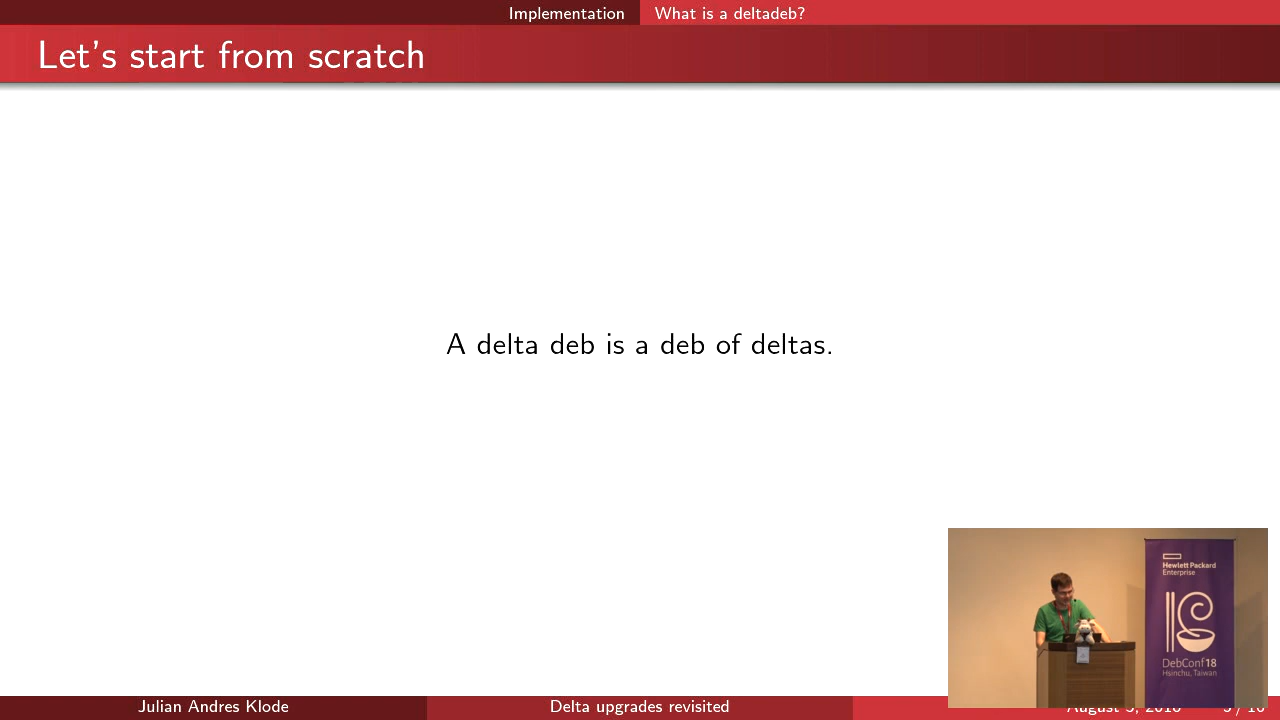 Implementation
What is a deltadeb?
Let's start from scratch
A delta deb is a deb of deltas.
Hewlett Packard
Enterprise
DebConf18
Hsinchu, Taiwan
Julian Andres Klode
Delta upgrades revisited